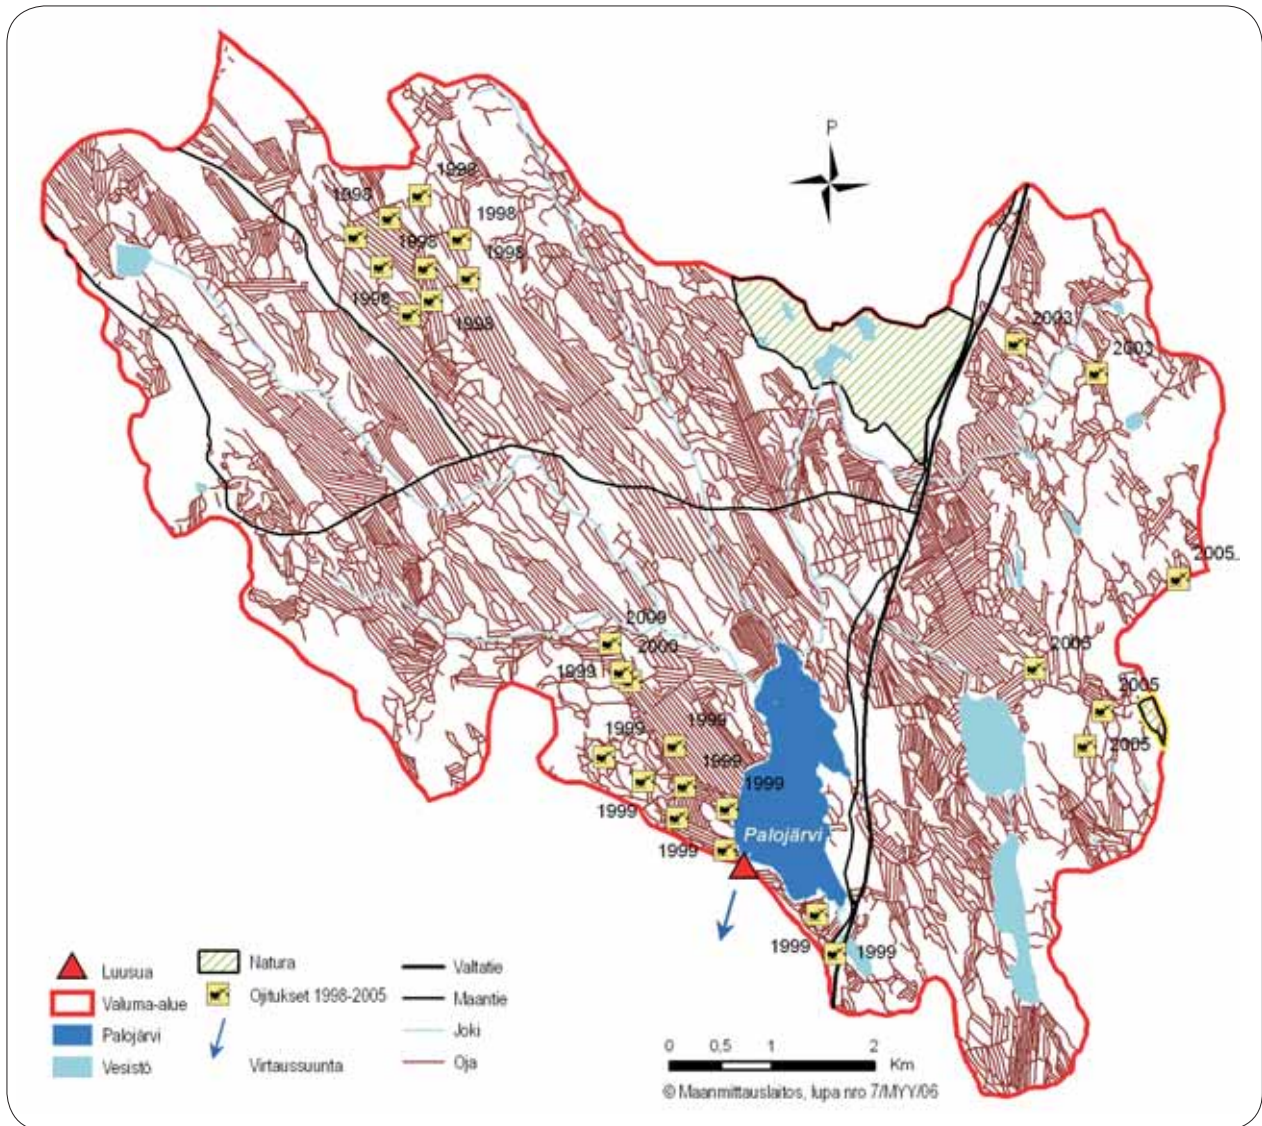 P
1998
1998
1998
1998
1998
1998
1998
2003
2003
2005
2000
2000
1999
2005
2005
1999
1999
1999
2005
1999
1999
1999
Palojärvi
1999
1999
Luusua
Valuma-alue
Palojärvi
Vesistö
Natura
Ojitukset 1998-2005
Virtaussuunta
Valtatie
Maantie
Joki
Oja
0 0,5 1 2
Km
© Maanmittauslaitos, lupa nro 7/MYY/06